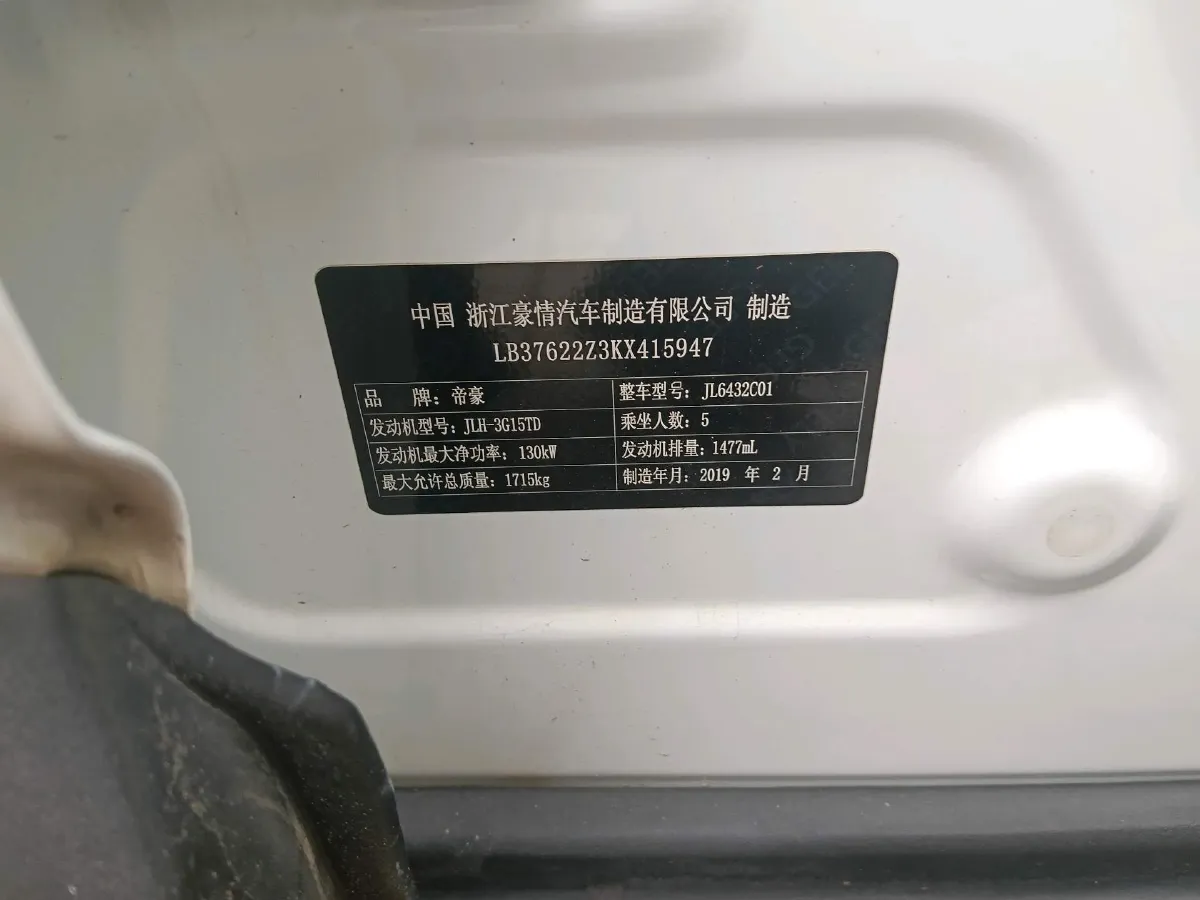 中国 浙江豪情汽车制造有限公司 制造
LB37622Z3KX415947
品 牌：帝豪 整车型号：JL6432C01
发动机型号：JLH-3G15TD 乘坐人数：5
发动机最大净功率：130kW 发动机排量：1477mL
最大允许总质量：1715kg 制造年月：2019 年 2 月